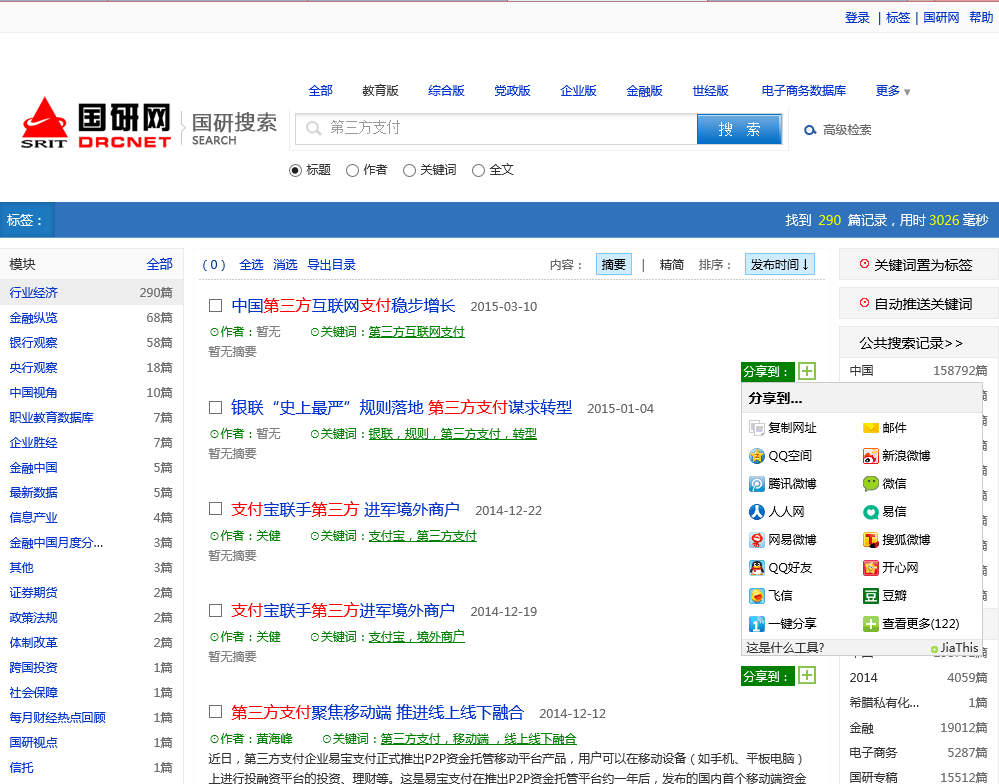 登录 | 标签 | 国研网 帮助
全部 教育版 综合版 党政版 企业版 金融版 世经版 电子商务数据库 更多
SRIT 国研网 DRCNET 国研搜索 SEARCH
第三方支付 搜 索 高级检索
标题 作者 关键词 全文
标签： 找到 290 篇记录，用时 3026 毫秒
模块 全部
行业经济 290篇
金融纵览 68篇
银行观察 58篇
央行观察 18篇
中国视角 10篇
职业教育数据库 7篇
企业胜经 7篇
金融中国 5篇
最新数据 5篇
信息产业 4篇
金融中国月度分... 3篇
其他 3篇
证券期货 2篇
政策法规 2篇
体制改革 2篇
跨国投资 1篇
社会保障 1篇
每月财经热点回顾 1篇
国研视点 1篇
信托 1篇
( 0 ) 全选 消选 导出目录 内容： 摘要 | 精简 排序： 发布时间↓
中国第三方互联网支付稳步增长 2015-03-10
作者：暂无 关键词：第三方互联网支付
暂无摘要
分享到：
银联“史上最严”规则落地 第三方支付谋求转型 2015-01-04
作者：暂无 关键词：银联，规则，第三方支付，转型
暂无摘要
支付宝联手第三方 进军境外商户 2014-12-22
作者：关健 关键词：支付宝，第三方支付
暂无摘要
支付宝联手第三方进军境外商户 2014-12-19
作者：关健 关键词：支付宝，境外商户
暂无摘要
分享到：
第三方支付聚焦移动端 推进线上线下融合 2014-12-12
作者：黄海峰 关键词：第三方支付，移动端 ，线上线下融合
近日，第三方支付企业易宝支付正式推出P2P资金托管移动平台产品，用户可以在移动设备（如手机、平板电脑）
上进行投融资平台的投资、理财等。这是易宝支付在推出P2P资金托管平台约一年后，发布的国内首个移动端资金
分享到...
复制网址 邮件
QQ空间 新浪微博
腾讯微博 微信
人人网 易信
网易微博 搜狐微博
QQ好友 开心网
飞信 豆瓣
一键分享 查看更多(122)
这是什么工具? JiaThis
关键词置为标签
自动推送关键词
公共搜索记录>>
中国 158792篇
2014 4059篇
希腊私有化... 1篇
金融 19012篇
电子商务 5287篇
国研专稿 15512篇